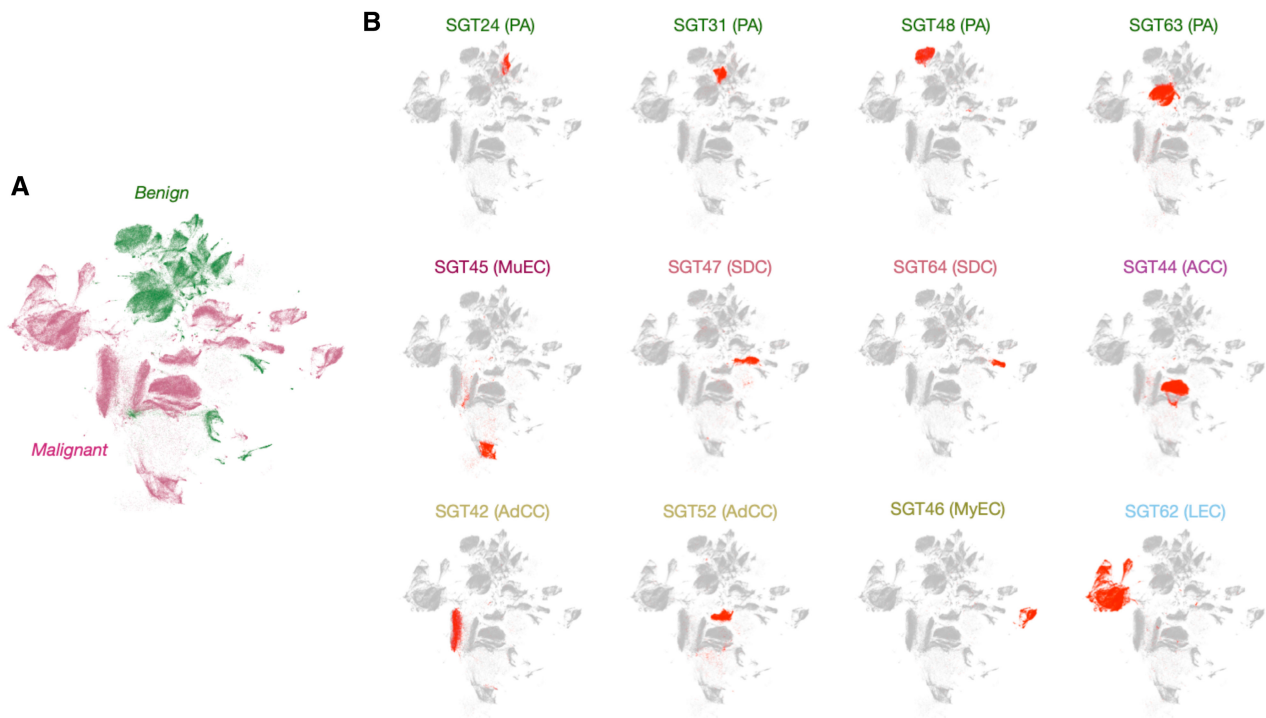 A
Benign
Malignant
B
SGT24 (PA)
SGT31 (PA)
SGT48 (PA)
SGT63 (PA)
SGT45 (MuEC)
SGT47 (SDC)
SGT64 (SDC)
SGT44 (ACC)
SGT42 (AdCC)
SGT52 (AdCC)
SGT46 (MyEC)
SGT62 (LEC)